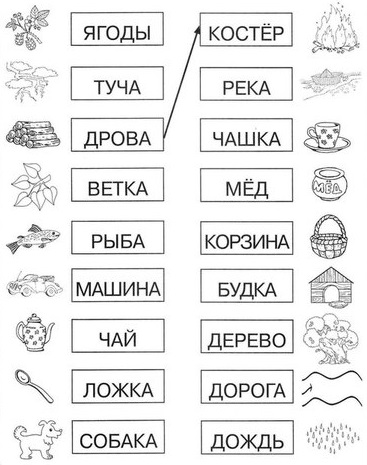 ЯГОДЫ КОСТЁР
ТУЧА РЕКА
ДРОВА ЧАШКА
ВЕТКА МЁД МЁД
РЫБА КОРЗИНА
МАШИНА БУДКА
ЧАЙ ДЕРЕВО
ЛОЖКА ДОРОГА
СОБАКА ДОЖДЬ